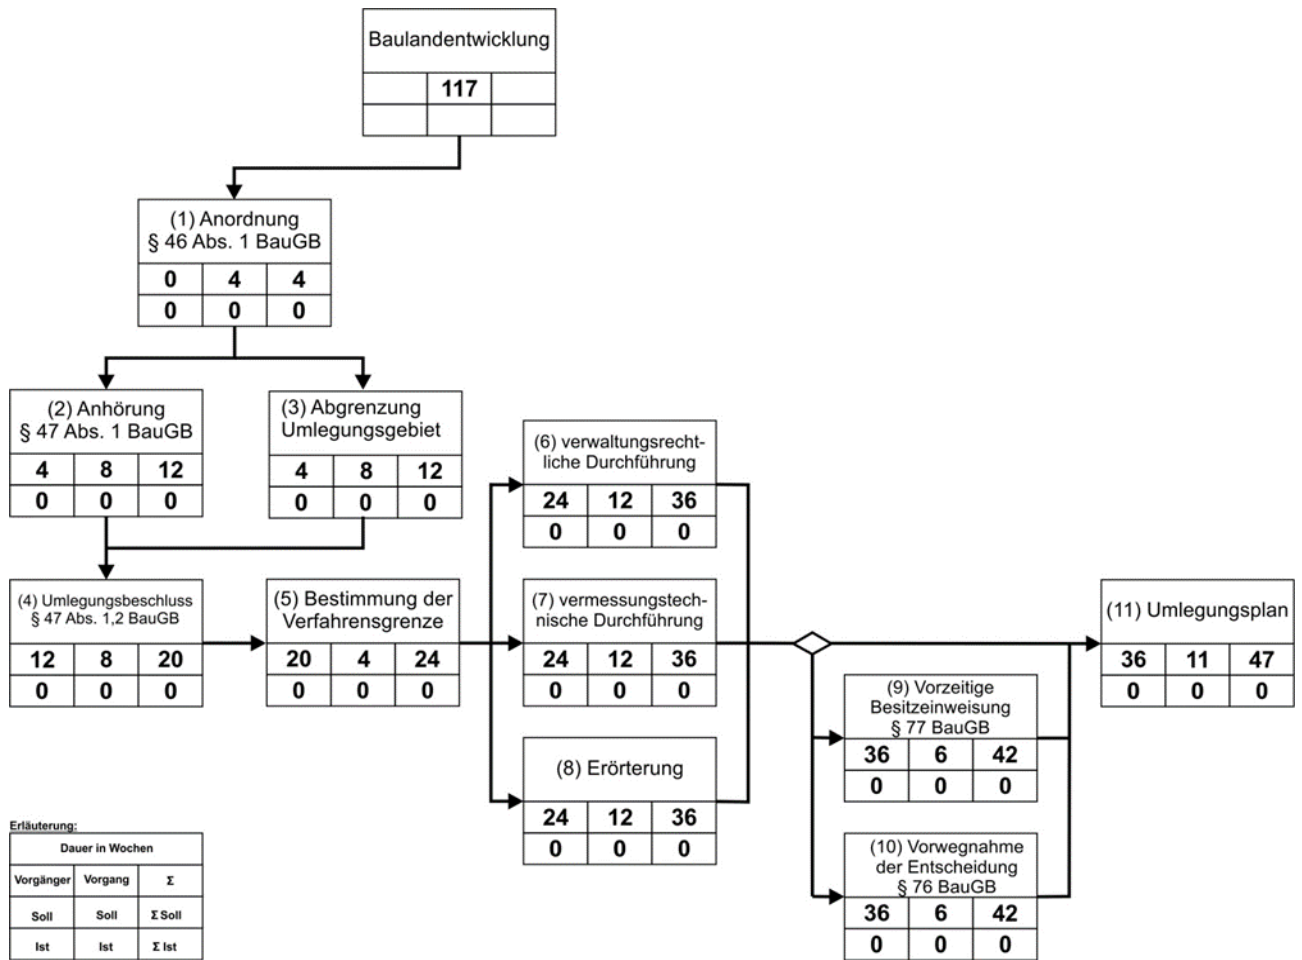 Baulandentwicklung
117
(1) Anordnung
§ 46 Abs. 1 BauGB
0 4 4
0 0 0
(2) Anhörung
§ 47 Abs. 1 BauGB
4 8 12
0 0 0
(3) Abgrenzung
Umlegungsgebiet
4 8 12
0 0 0
(4) Umlegungsbeschluss
§ 47 Abs. 1,2 BauGB
12 8 20
0 0 0
(5) Bestimmung der
Verfahrensgrenze
20 4 24
0 0 0
(6) verwaltungsrecht-
liche Durchführung
24 12 36
0 0 0
(7) vermessungstech-
nische Durchführung
24 12 36
0 0 0
(8) Erörterung
24 12 36
0 0 0
(9) Vorzeitige
Besitzeinweisung
§ 77 BauGB
36 6 42
0 0 0
(10) Vorwegnahme
der Entscheidung
§ 76 BauGB
36 6 42
0 0 0
(11) Umlegungsplan
36 11 47
0 0 0
Erläuterung:
Dauer in Wochen
Vorgänger Vorgang Σ
Soll Soll Σ Soll
Ist Ist Σ Ist